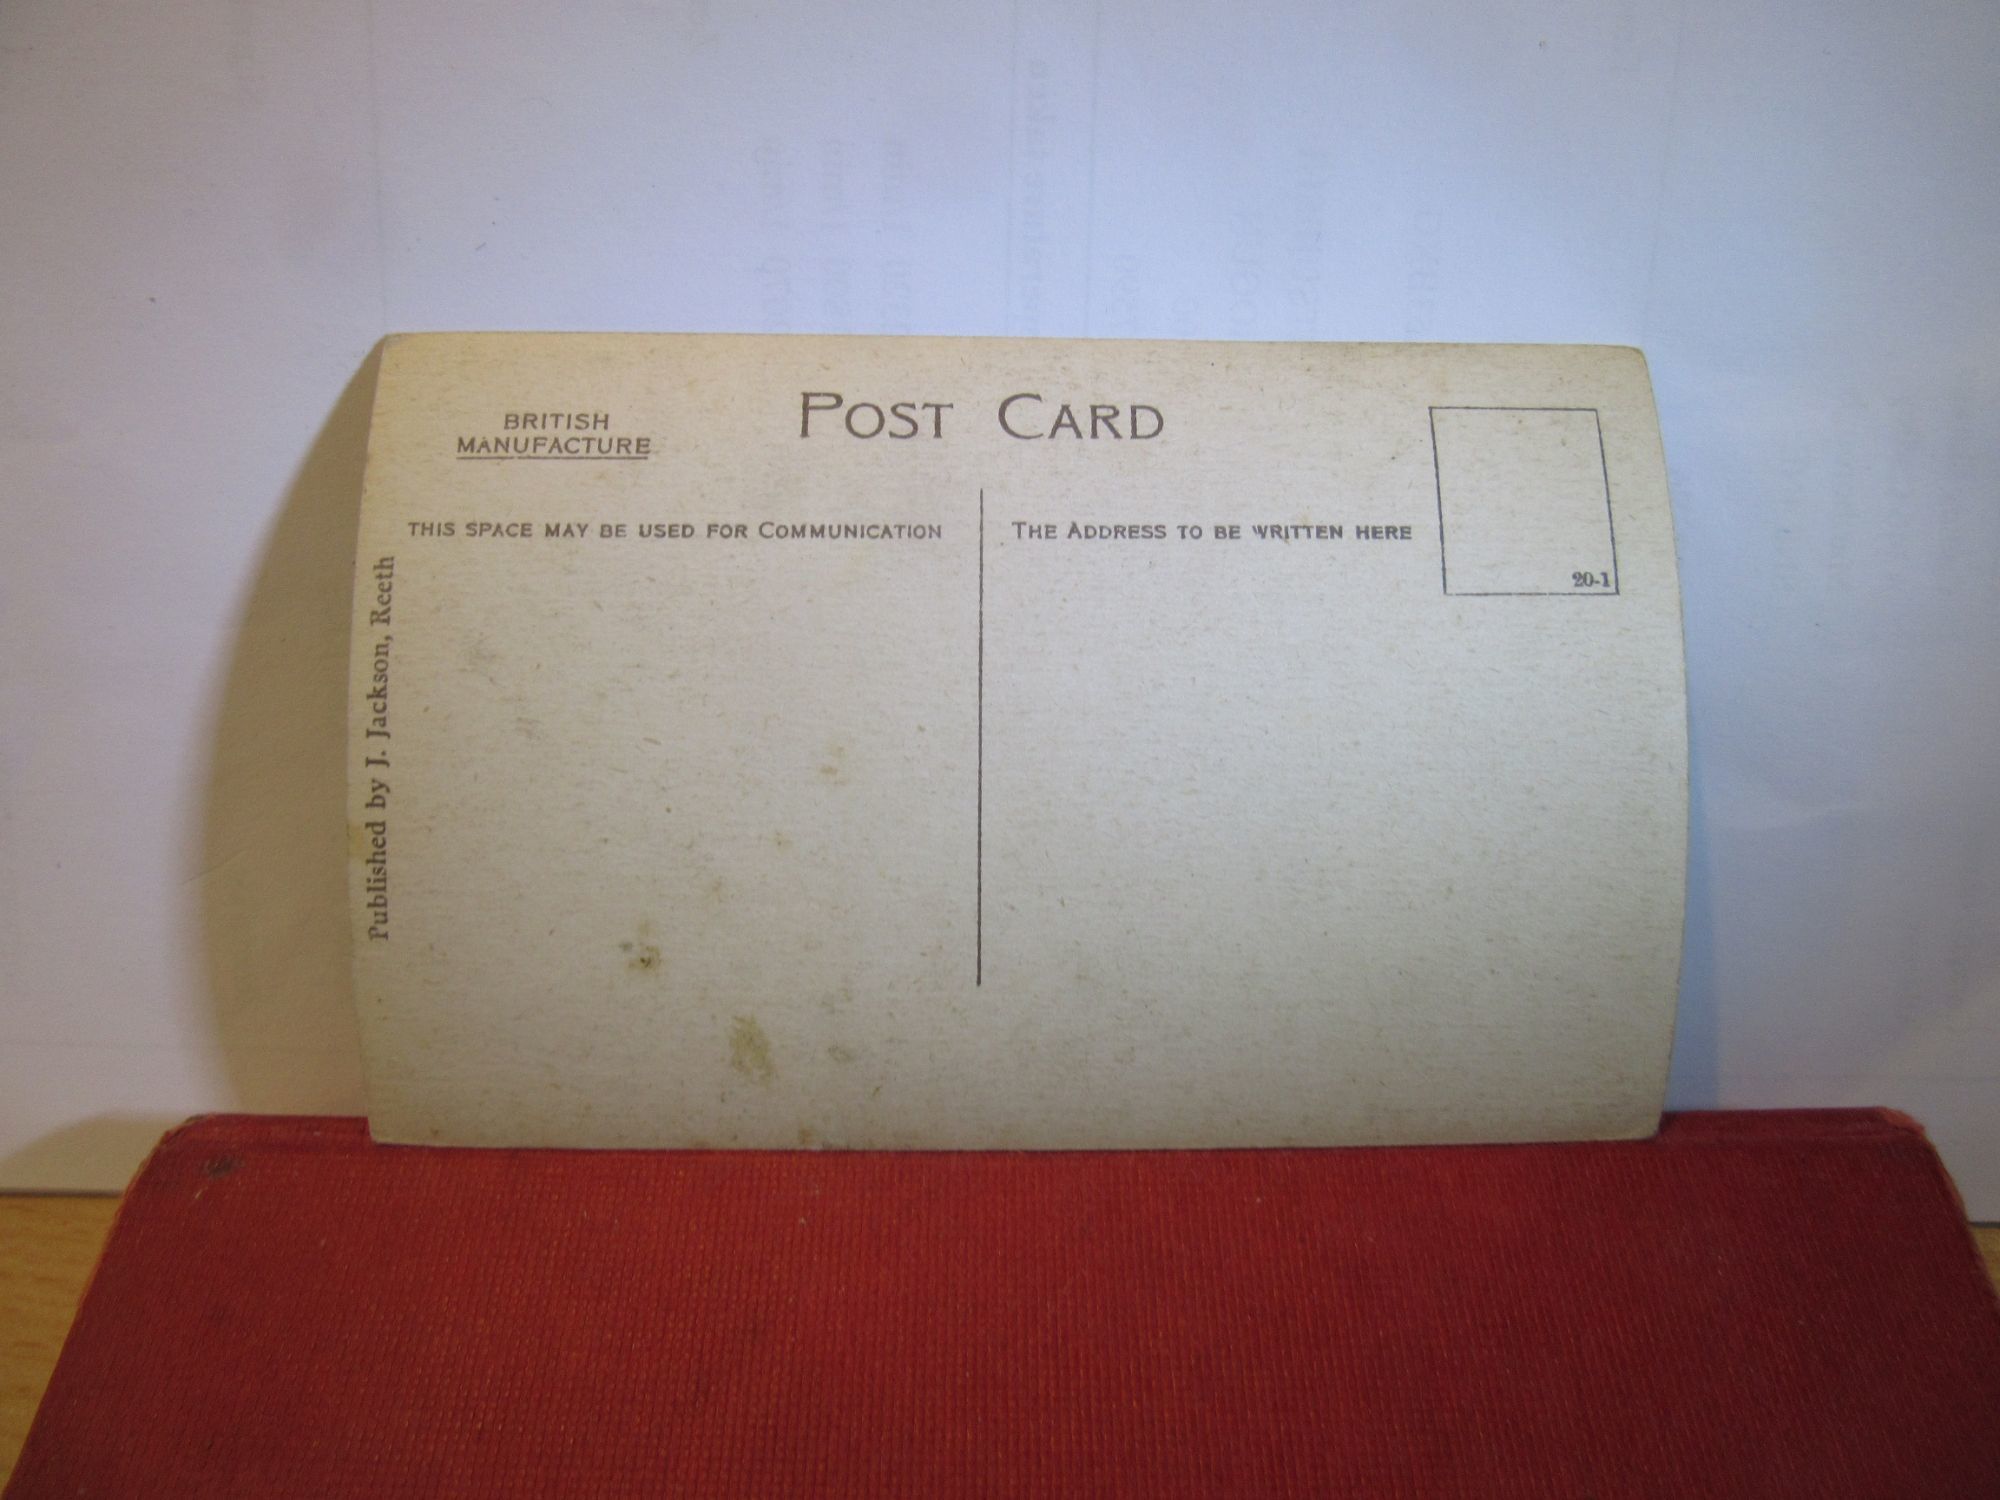 POST CARD
BRITISH
MANUFACTURE
THIS SPACE MAY BE USED FOR COMMUNICATION
THE ADDRESS TO BE WRITTEN HERE
20-1
Published by J. Jackson, Reeth